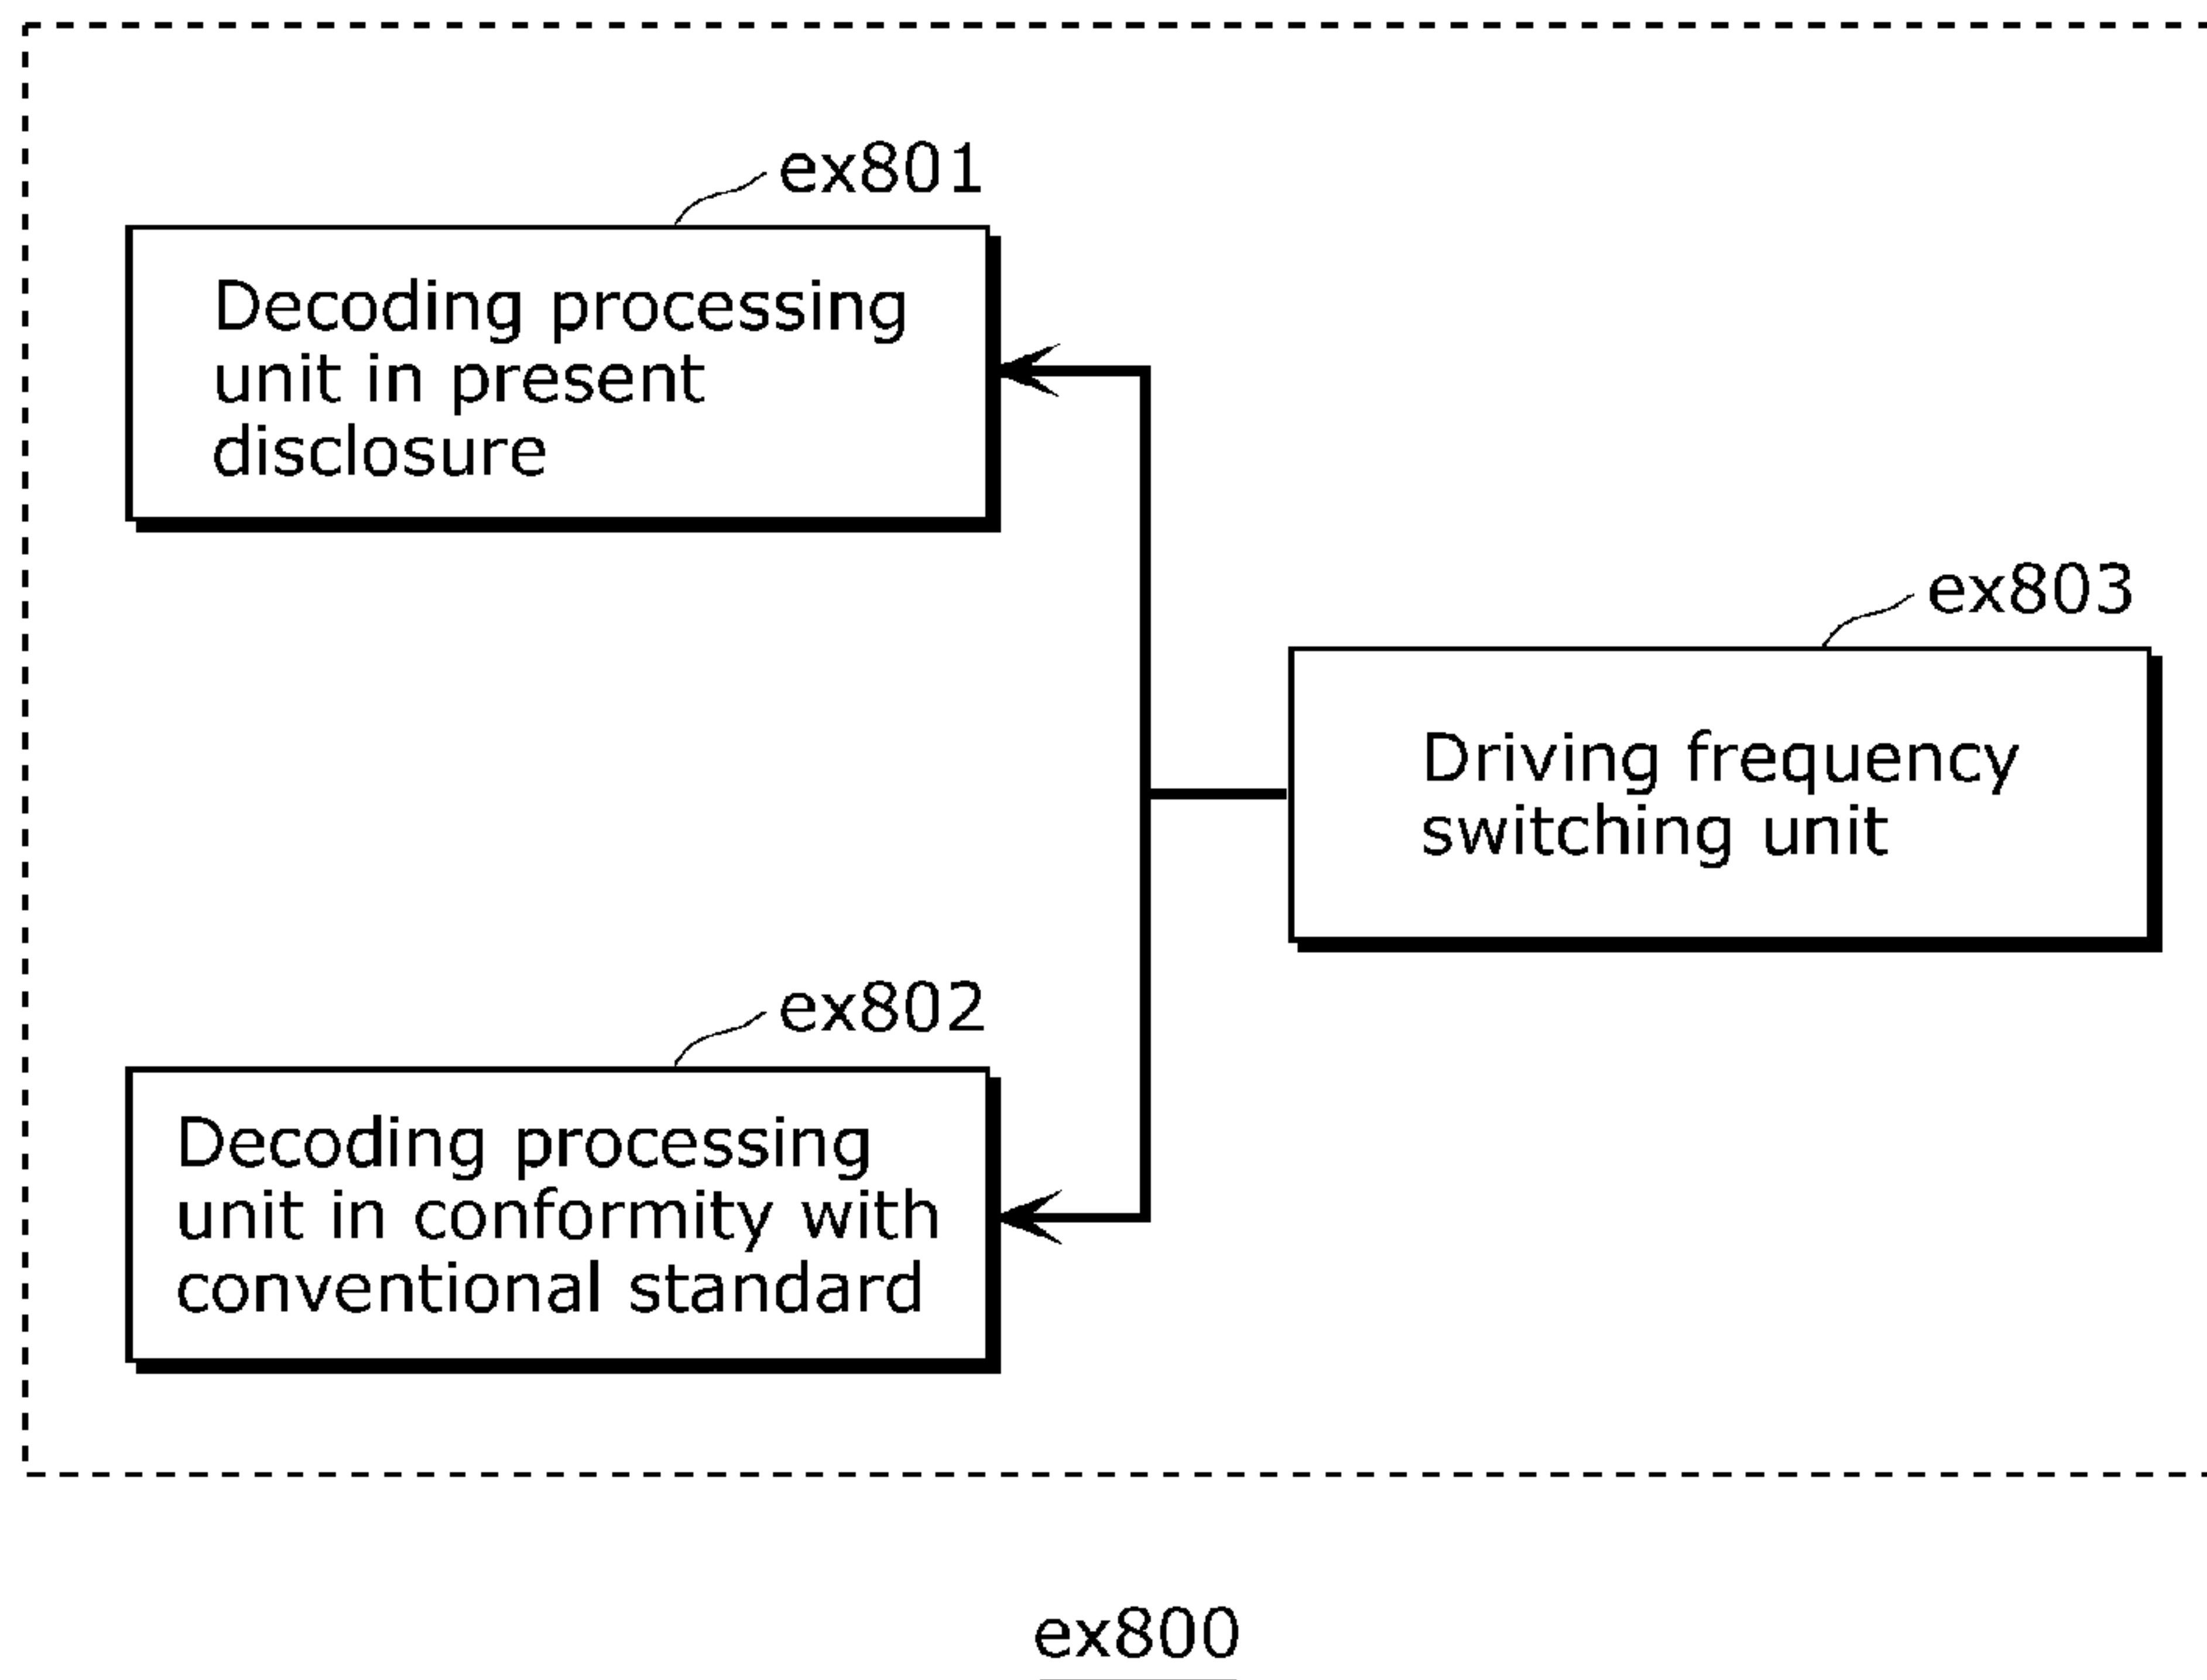 ex801
Decoding processing
unit in present
disclosure
ex803
Driving frequency
switching unit
ex802
Decoding processing
unit in conformity with
conventional standard
ex800